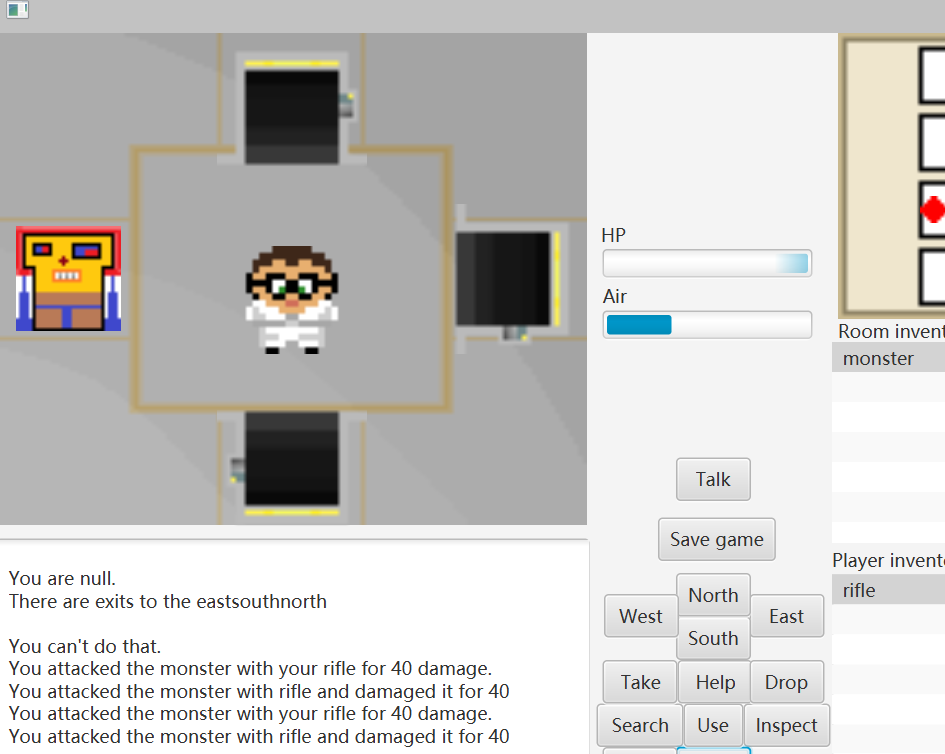 HP
Air
Room invent
monster
Talk
Save game
Player invent
rifle
North
West
East
South
Take
Help
Drop
Search
Use
Inspect
You are null.
There are exits to the eastsouthnorth
You can't do that.
You attacked the monster with your rifle for 40 damage.
You attacked the monster with rifle and damaged it for 40
You attacked the monster with your rifle for 40 damage.
You attacked the monster with rifle and damaged it for 40